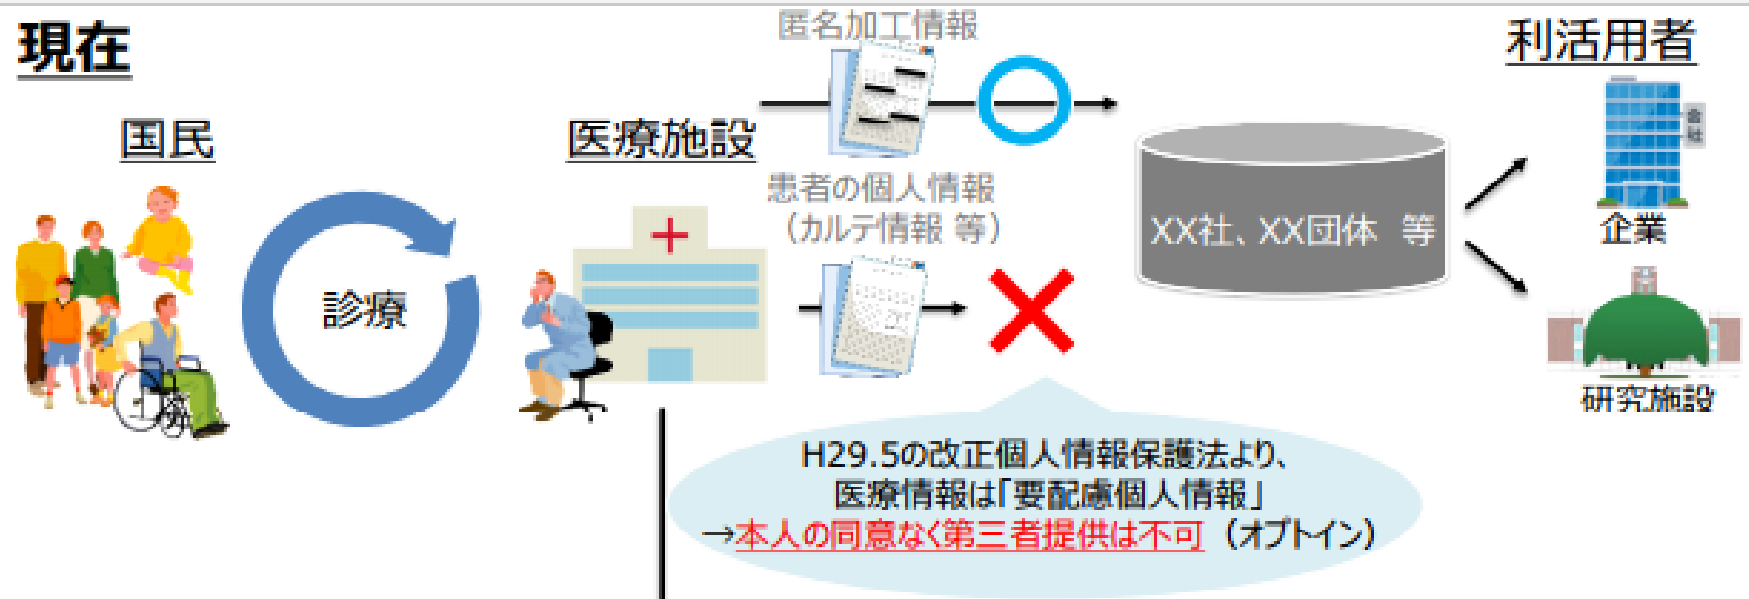 現在
匿名加工情報
利活用者
国民
医療施設
会社
患者の個人情報
（カルテ情報 等）
XX社、XX団体 等
企業
診療
研究施設
H29.5の改正個人情報保護法より、
医療情報は「要配慮個人情報」
→本人の同意なく第三者提供は不可（オプトイン）